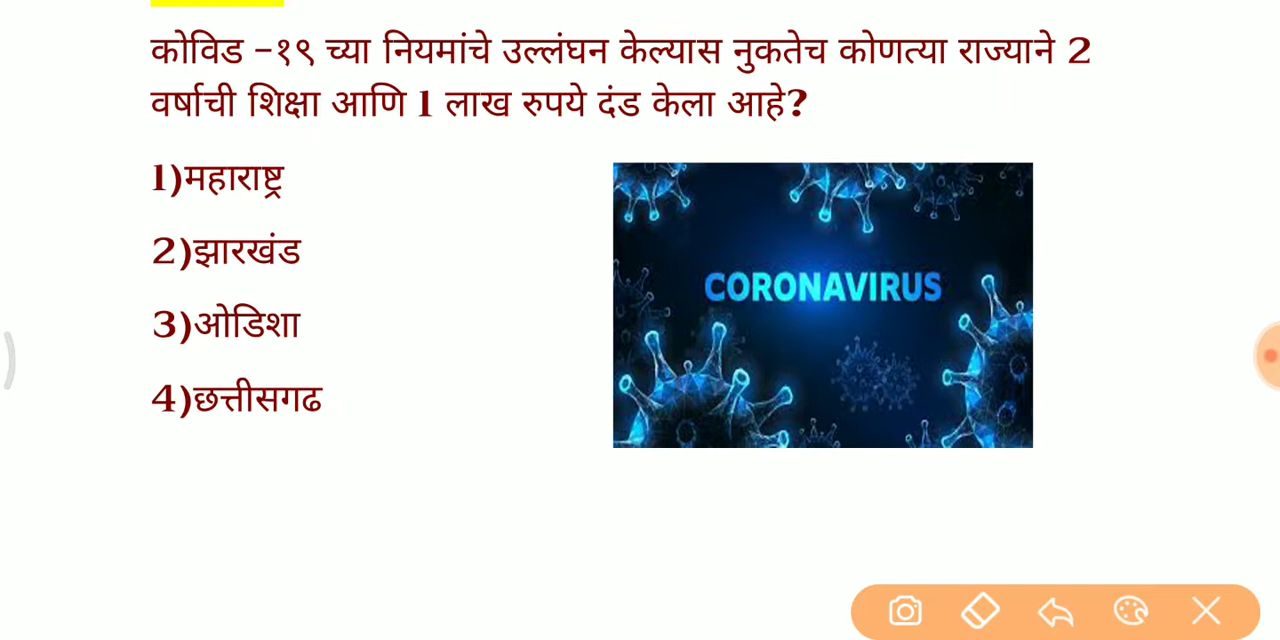 कोविड -१९ च्या नियमांचे उल्लंघन केल्यास नुकतेच कोणत्या राज्याने 2
वर्षाची शिक्षा आणि 1 लाख रुपये दंड केला आहे?
1)महाराष्ट्र
2)झारखंड
CORONAVIRUS
3)ओडिशा
4)छत्तीसगढ